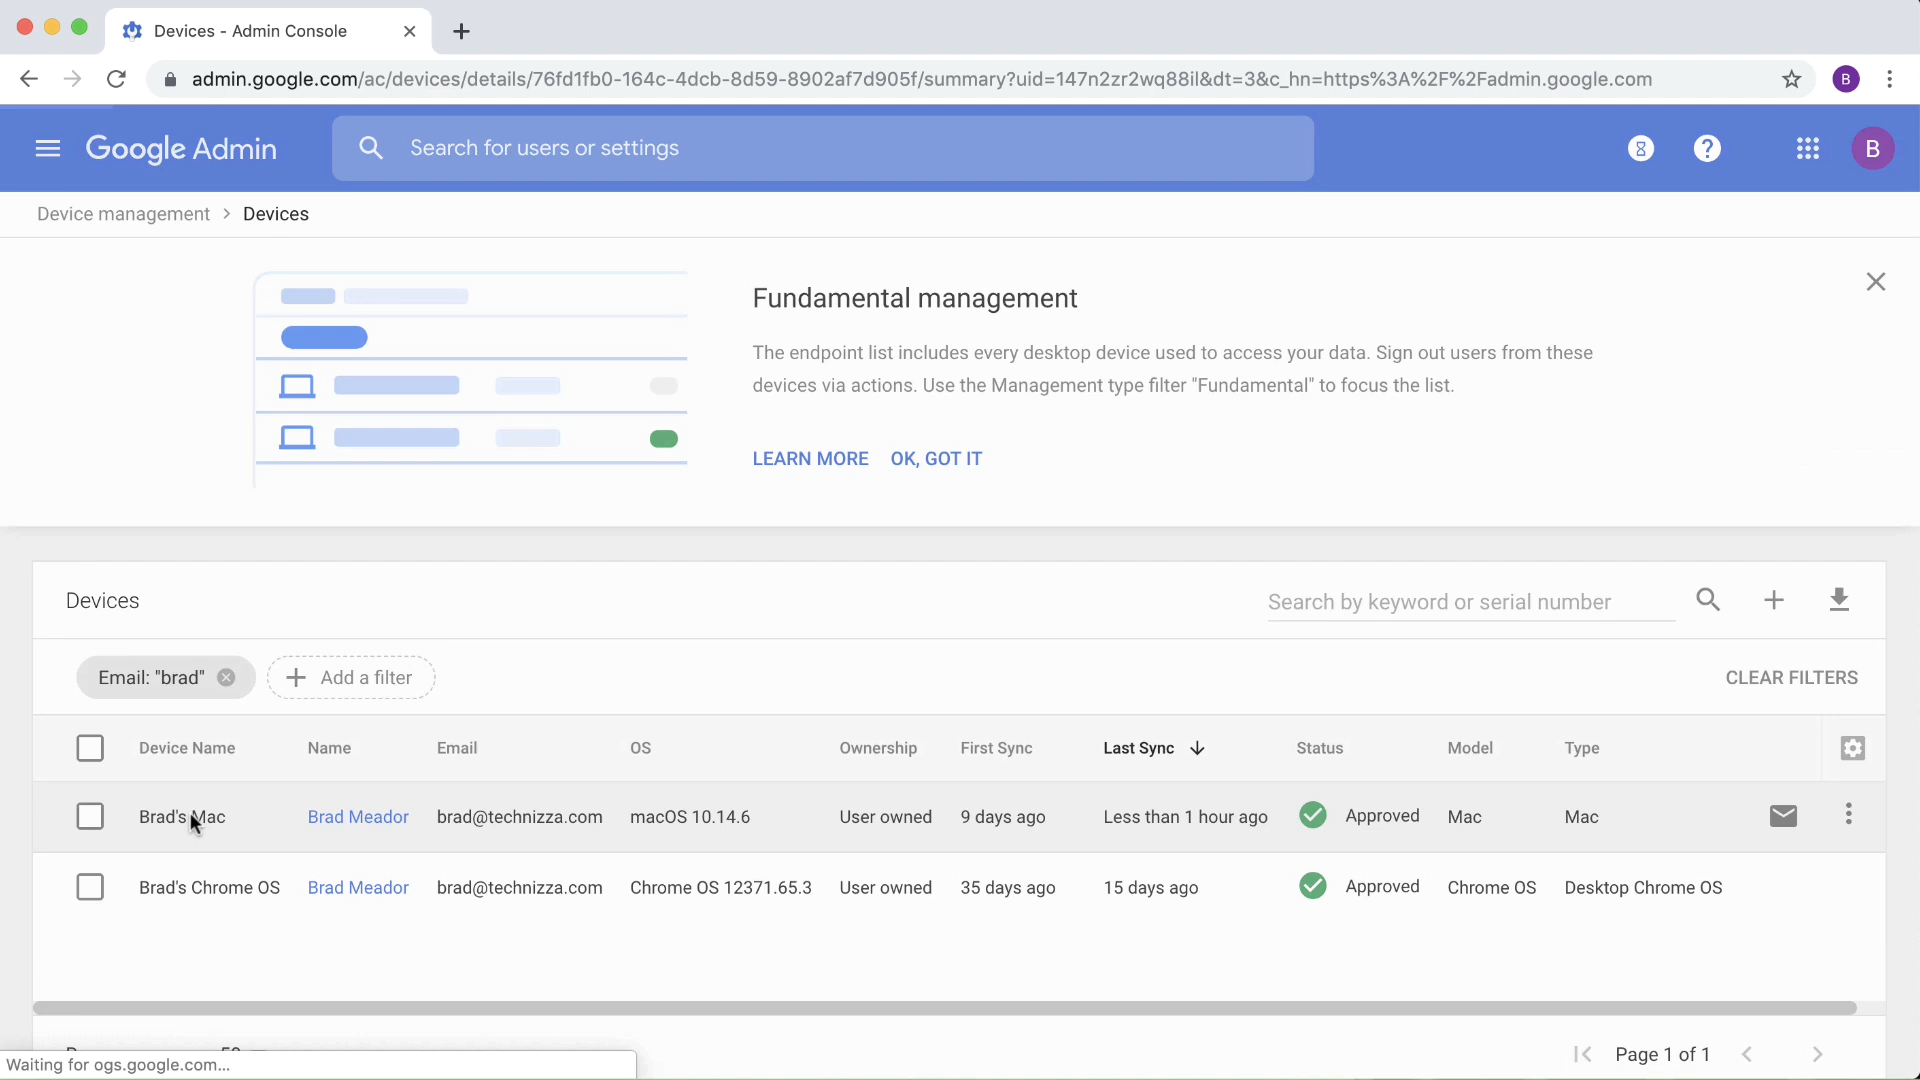 Devices - Admin Console
admin.google.com/ac/devices/details/76fd1fb0-164c-4dcb-8d59-8902af7d905f/summary?uid=147n2zr2wq88il&dt=3&c_hn=https%3A%2F%2Fadmin.google.com
B
Google Admin
Search for users or settings
B
Device management > Devices
Fundamental management
The endpoint list includes every desktop device used to access your data. Sign out users from these
devices via actions. Use the Management type filter "Fundamental" to focus the list.
LEARN MORE OK, GOT IT
Devices
Search by keyword or serial number
Email: "brad" Add a filter CLEAR FILTERS
Device Name Name Email OS Ownership First Sync Last Sync Status Model Type
Brad's Mac Brad Meador brad@technizza.com macOS 10.14.6 User owned 9 days ago Less than 1 hour ago Approved Mac Mac
Brad's Chrome OS Brad Meador brad@technizza.com Chrome OS 12371.65.3 User owned 35 days ago 15 days ago Approved Chrome OS Desktop Chrome OS
Page 1 of 1
Waiting for ogs.google.com...